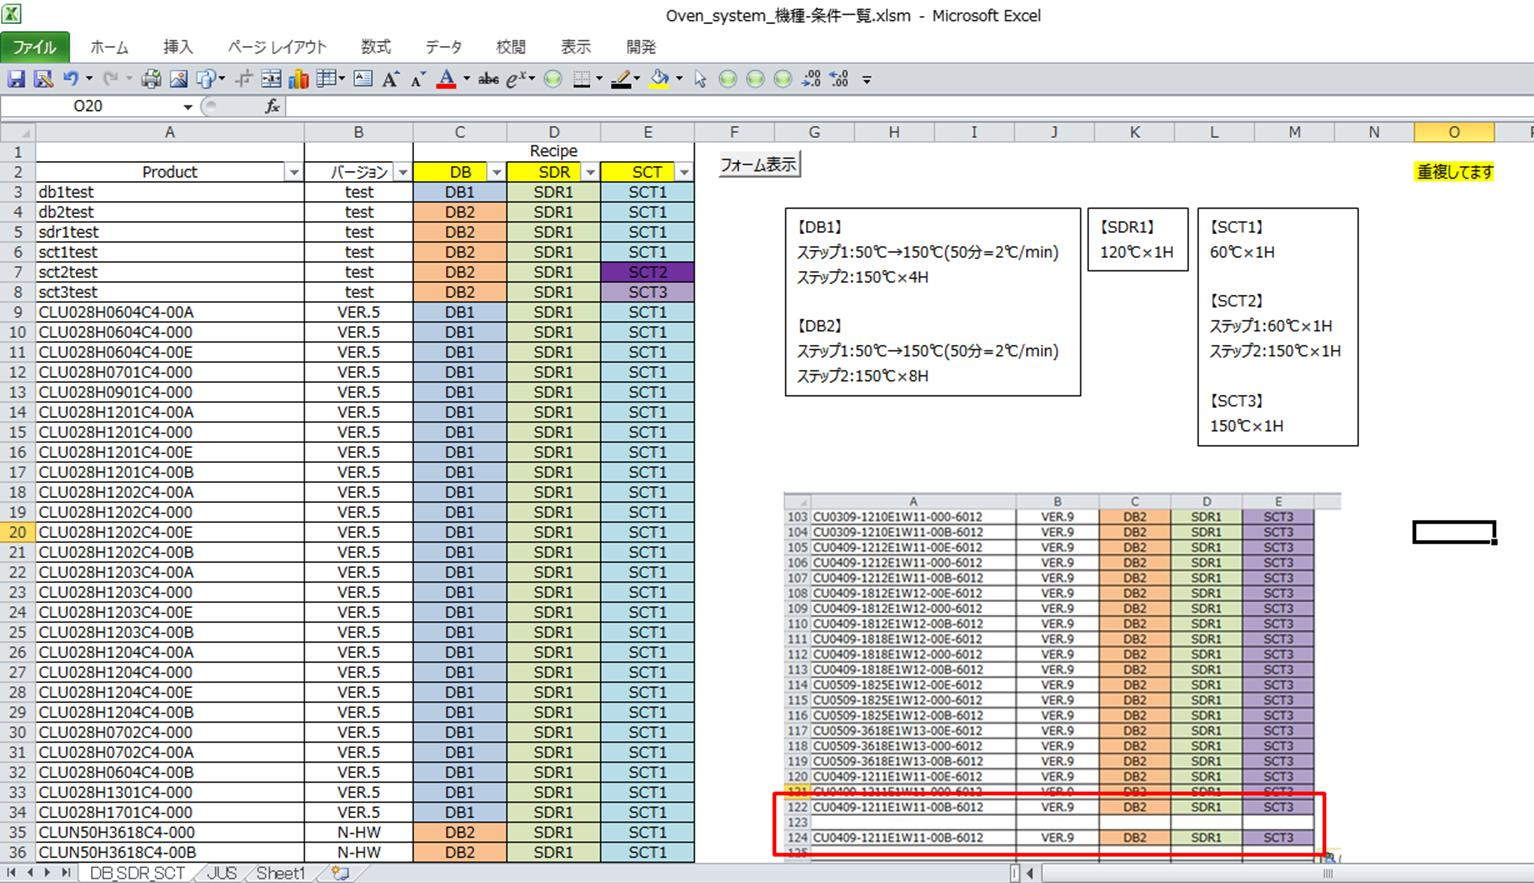 Oven_system_機種-条件一覧.xlsm - Microsoft Excel
ファイル ホーム 挿入 ページ レイアウト 数式 データ 校閲 表示 開発
O20 fx
A B C D E F G H I J K L M N O
1 Recipe
2 Product バージョン DB SDR SCT フォーム表示 重複してます
3 db1test test DB1 SDR1 SCT1
4 db2test test DB2 SDR1 SCT1
5 sdr1test test DB2 SDR1 SCT1
6 sct1test test DB2 SDR1 SCT1
7 sct2test test DB2 SDR1 SCT2
8 sct3test test DB2 SDR1 SCT3
9 CLU028H0604C4-00A VER.5 DB1 SDR1 SCT1
10 CLU028H0604C4-000 VER.5 DB1 SDR1 SCT1
11 CLU028H0604C4-00E VER.5 DB1 SDR1 SCT1
12 CLU028H0701C4-000 VER.5 DB1 SDR1 SCT1
13 CLU028H0901C4-000 VER.5 DB1 SDR1 SCT1
14 CLU028H1201C4-00A VER.5 DB1 SDR1 SCT1
15 CLU028H1201C4-000 VER.5 DB1 SDR1 SCT1
16 CLU028H1201C4-00E VER.5 DB1 SDR1 SCT1
17 CLU028H1201C4-00B VER.5 DB1 SDR1 SCT1
18 CLU028H1202C4-00A VER.5 DB1 SDR1 SCT1
19 CLU028H1202C4-000 VER.5 DB1 SDR1 SCT1
20 CLU028H1202C4-00E VER.5 DB1 SDR1 SCT1
21 CLU028H1202C4-00B VER.5 DB1 SDR1 SCT1
22 CLU028H1203C4-00A VER.5 DB1 SDR1 SCT1
23 CLU028H1203C4-000 VER.5 DB1 SDR1 SCT1
24 CLU028H1203C4-00E VER.5 DB1 SDR1 SCT1
25 CLU028H1203C4-00B VER.5 DB1 SDR1 SCT1
26 CLU028H1204C4-00A VER.5 DB1 SDR1 SCT1
27 CLU028H1204C4-000 VER.5 DB1 SDR1 SCT1
28 CLU028H1204C4-00E VER.5 DB1 SDR1 SCT1
29 CLU028H1204C4-00B VER.5 DB1 SDR1 SCT1
30 CLU028H0702C4-000 VER.5 DB1 SDR1 SCT1
31 CLU028H0702C4-00A VER.5 DB1 SDR1 SCT1
32 CLU028H0604C4-00B VER.5 DB1 SDR1 SCT1
33 CLU028H1301C4-000 VER.5 DB1 SDR1 SCT1
34 CLU028H1701C4-000 VER.5 DB1 SDR1 SCT1
35 CLUN50H3618C4-000 N-HW DB2 SDR1 SCT1
36 CLUN50H3618C4-00B N-HW DB2 SDR1 SCT1
【DB1】
ステップ1:50℃→150℃(50分=2℃/min)
ステップ2:150℃×4H
【DB2】
ステップ1:50℃→150℃(50分=2℃/min)
ステップ2:150℃×8H
【SDR1】
120℃×1H
【SCT1】
60℃×1H
【SCT2】
ステップ1:60℃×1H
ステップ2:150℃×1H
【SCT3】
150℃×1H
A B C D E
103 CU0309-1210E1W11-000-6012 VER.9 DB2 SDR1 SCT3
104 CU0309-1210E1W11-00B-6012 VER.9 DB2 SDR1 SCT3
105 CU0409-1212E1W11-00E-6012 VER.9 DB2 SDR1 SCT3
106 CU0409-1212E1W11-000-6012 VER.9 DB2 SDR1 SCT3
107 CU0409-1212E1W11-00B-6012 VER.9 DB2 SDR1 SCT3
108 CU0409-1812E1W12-00E-6012 VER.9 DB2 SDR1 SCT3
109 CU0409-1812E1W12-000-6012 VER.9 DB2 SDR1 SCT3
110 CU0409-1812E1W12-00B-6012 VER.9 DB2 SDR1 SCT3
111 CU0409-1818E1W12-00E-6012 VER.9 DB2 SDR1 SCT3
112 CU0409-1818E1W12-000-6012 VER.9 DB2 SDR1 SCT3
113 CU0409-1818E1W12-00B-6012 VER.9 DB2 SDR1 SCT3
114 CU0509-1825E1W12-00E-6012 VER.9 DB2 SDR1 SCT3
115 CU0509-1825E1W12-000-6012 VER.9 DB2 SDR1 SCT3
116 CU0509-1825E1W12-00B-6012 VER.9 DB2 SDR1 SCT3
117 CU0509-3618E1W13-00E-6012 VER.9 DB2 SDR1 SCT3
118 CU0509-3618E1W13-000-6012 VER.9 DB2 SDR1 SCT3
119 CU0509-3618E1W13-00B-6012 VER.9 DB2 SDR1 SCT3
120 CU0409-1211E1W11-00E-6012 VER.9 DB2 SDR1 SCT3
121 CU0409-1211E1W11-000-6012 VER.9 DB2 SDR1 SCT3
122 CU0409-1211E1W11-00B-6012 VER.9 DB2 SDR1 SCT3
123
124 CU0409-1211E1W11-00B-6012 VER.9 DB2 SDR1 SCT3
125
DB_SDR_SCT JUS Sheet1